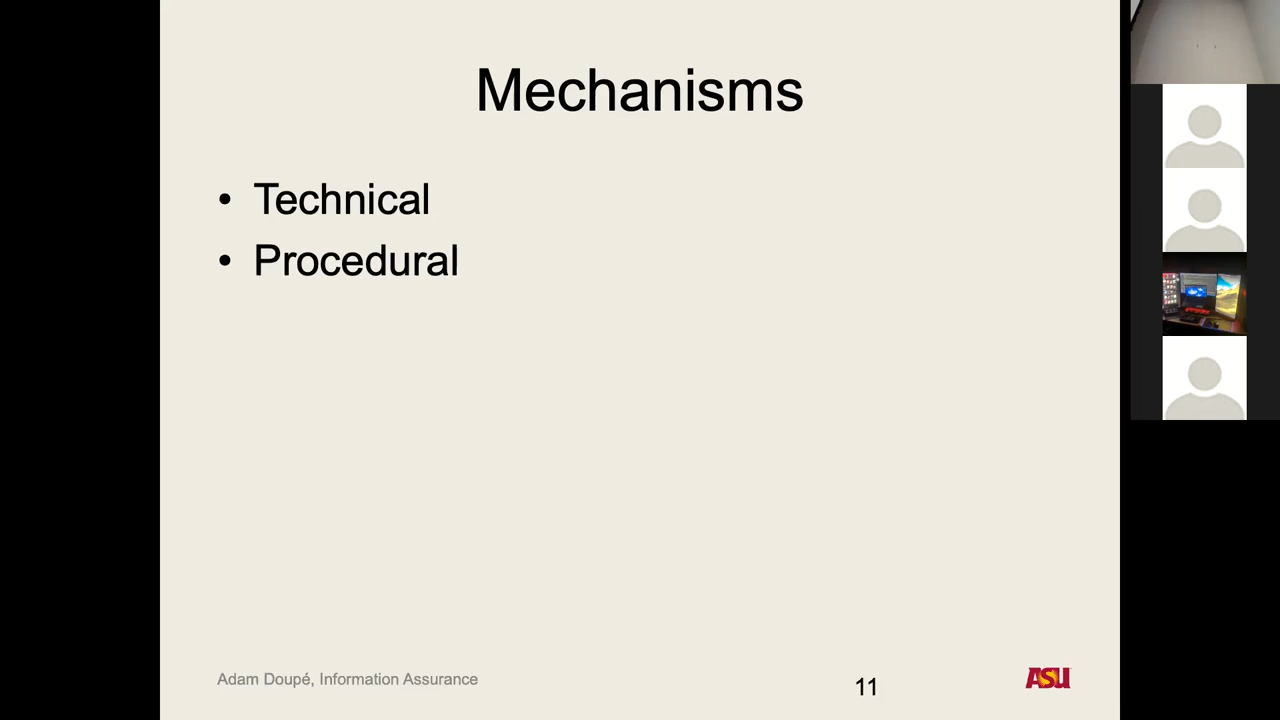 Mechanisms
• Technical
• Procedural
Adam Doupé, Information Assurance
11
ASU